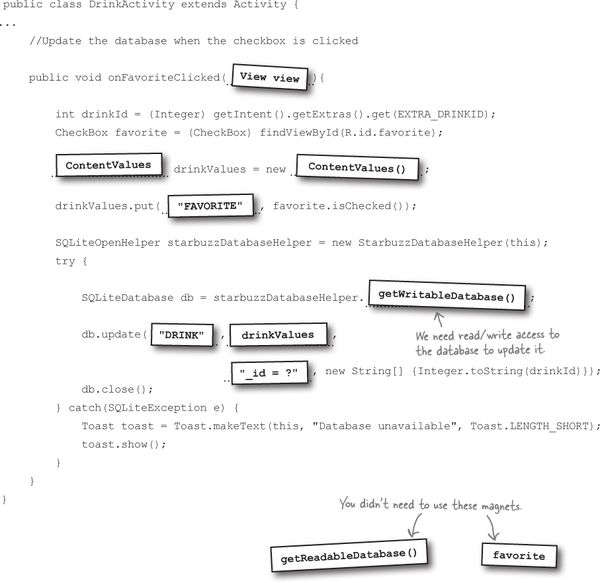 public class DrinkActivity extends Activity {
...
//Update the database when the checkbox is clicked
public void onFavoriteClicked( View view ){
int drinkId = (Integer) getIntent().getExtras().get(EXTRA_DRINKID);
CheckBox favorite = (CheckBox) findViewById(R.id.favorite);
ContentValues drinkValues = new ContentValues() ;
drinkValues.put( "FAVORITE" , favorite.isChecked());
SQLiteOpenHelper starbuzzDatabaseHelper = new StarbuzzDatabaseHelper(this);
try {
SQLiteDatabase db = starbuzzDatabaseHelper. getWritableDatabase() ;
We need read/write access to
the database to update it.
db.update( "DRINK" , drinkValues ,
"_id = ?" , new String[] {Integer.toString(drinkId)});
db.close();
} catch(SQLiteException e) {
Toast toast = Toast.makeText(this, "Database unavailable", Toast.LENGTH_SHORT);
toast.show();
}
}
}
You didn't need to use these magnets.
getReadableDatabase()
favorite